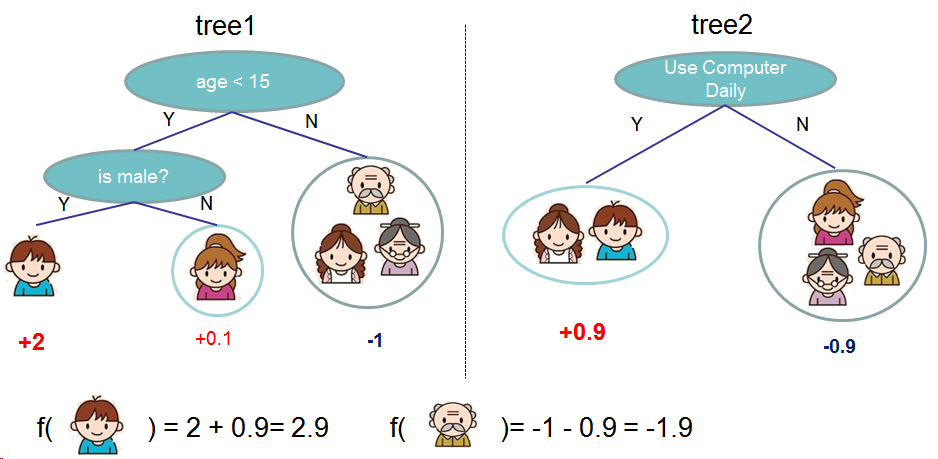 tree1
tree2
age < 15
Use Computer
Daily
Y
N
Y
N
is male?
Y
N
+2
+0.1
-1
+0.9
-0.9
f( ) = 2 + 0.9= 2.9
f( )= -1 - 0.9 = -1.9